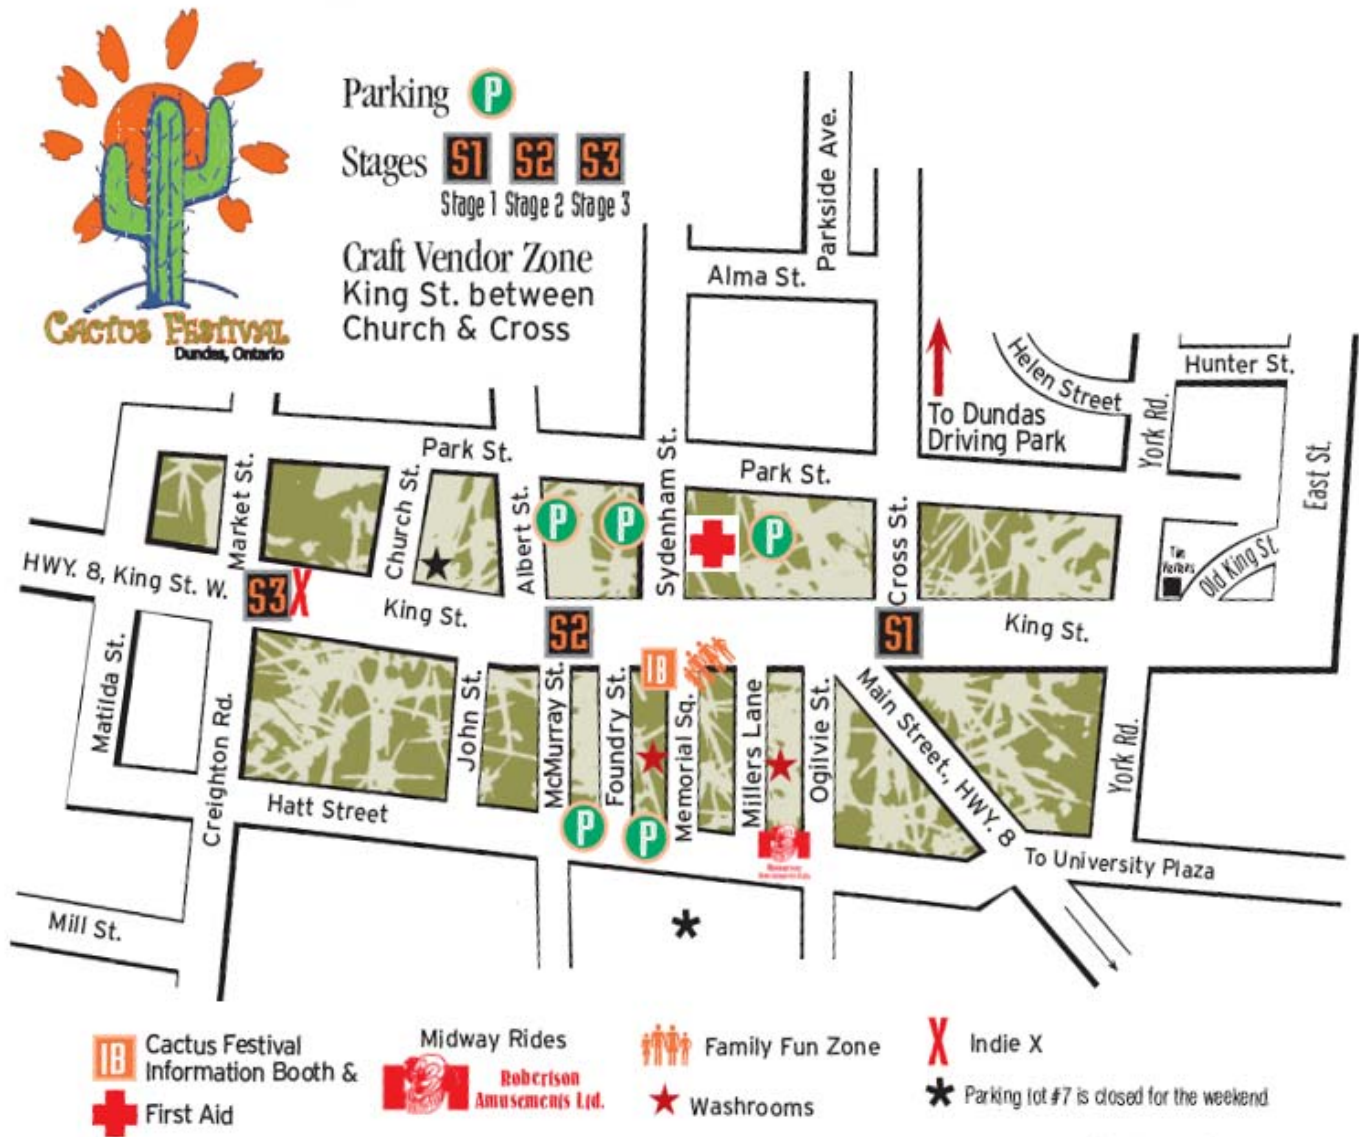 Parking P
Stages S1 S2 S3
Stage 1 Stage 2 Stage 3
Craft Vendor Zone
King St. between
Church & Cross
CACTUS FESTIVAL
Dundas, Ontario
Parkside Ave.
Alma St.
Helen Street
Hunter St.
To Dundas
Driving Park
York Rd.
East St.
Park St.
Park St.
Market St.
Church St.
Albert St.
Sydenham St.
Cross St.
P
P
P
Old King St.
HWY. 8, King St. W.
S3 X
King St.
S2
S1
King St.
IB
Matilda St.
Creighton Rd.
John St.
McMurray St.
Foundry St.
Memorial Sq.
Millers Lane
Ogilvie St.
Main Street., HWY. 8
York Rd.
Hatt Street
P
P
Robertson
Amusements Ltd.
To University Plaza
Mill St.
*
IB Cactus Festival
Information Booth &
First Aid
Midway Rides
Robertson
Amusements Ltd.
Family Fun Zone
Washrooms
X Indie X
* Parking lot #7 is closed for the weekend